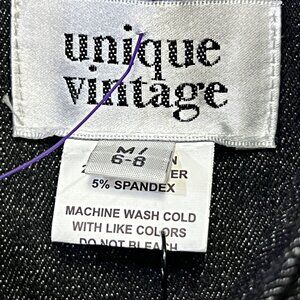 unique
vintage
M/
6-8
5% SPANDEX
MACHINE WASH COLD
WITH LIKE COLORS
DO NOT BLEACH